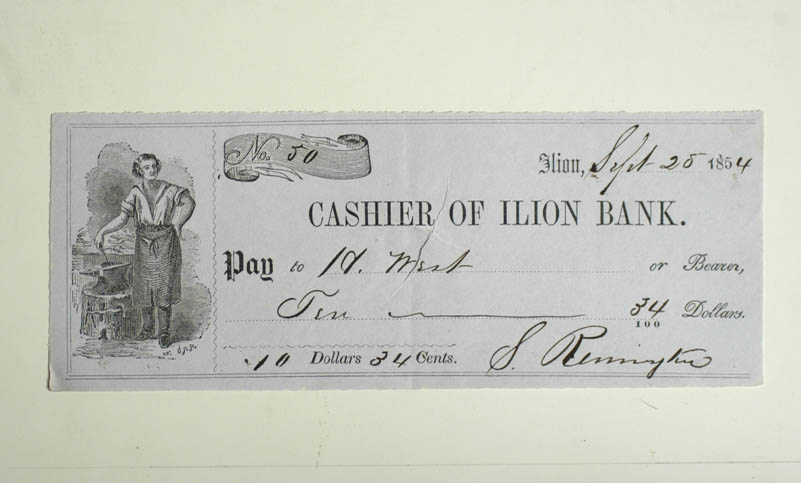 No. 50
Ilion, Sept 25 1854
CASHIER OF ILION BANK.
Pay to H. West or Bearer,
Ten 34/100 Dollars.
10 Dollars 34 Cents.
S. Remington